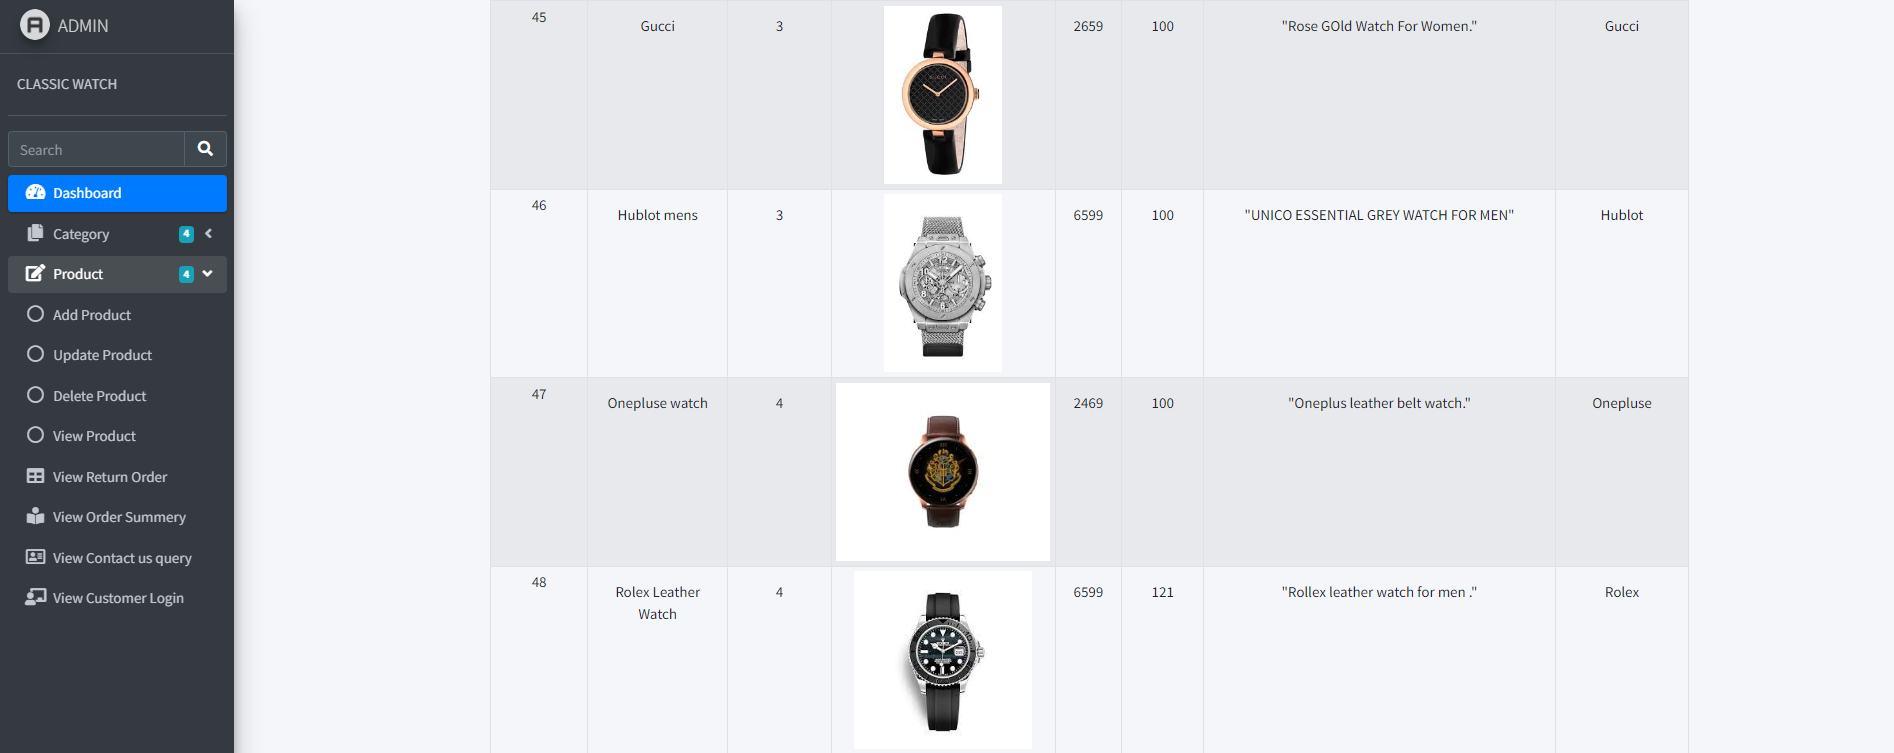 ADMIN
CLASSIC WATCH
Search
Dashboard
Category 4
Product 4
Add Product
Update Product
Delete Product
View Product
View Return Order
View Order Summery
View Contact us query
View Customer Login
45 Gucci 3 2659 100 "Rose GOld Watch For Women." Gucci
GUCCI
46 Hublot mens 3 6599 100 "UNICO ESSENTIAL GREY WATCH FOR MEN" Hublot
47 Onepluse watch 4 2469 100 "Oneplus leather belt watch." Onepluse
48 Rolex Leather 4 6599 121 "Rollex leather watch for men ." Rolex
Watch